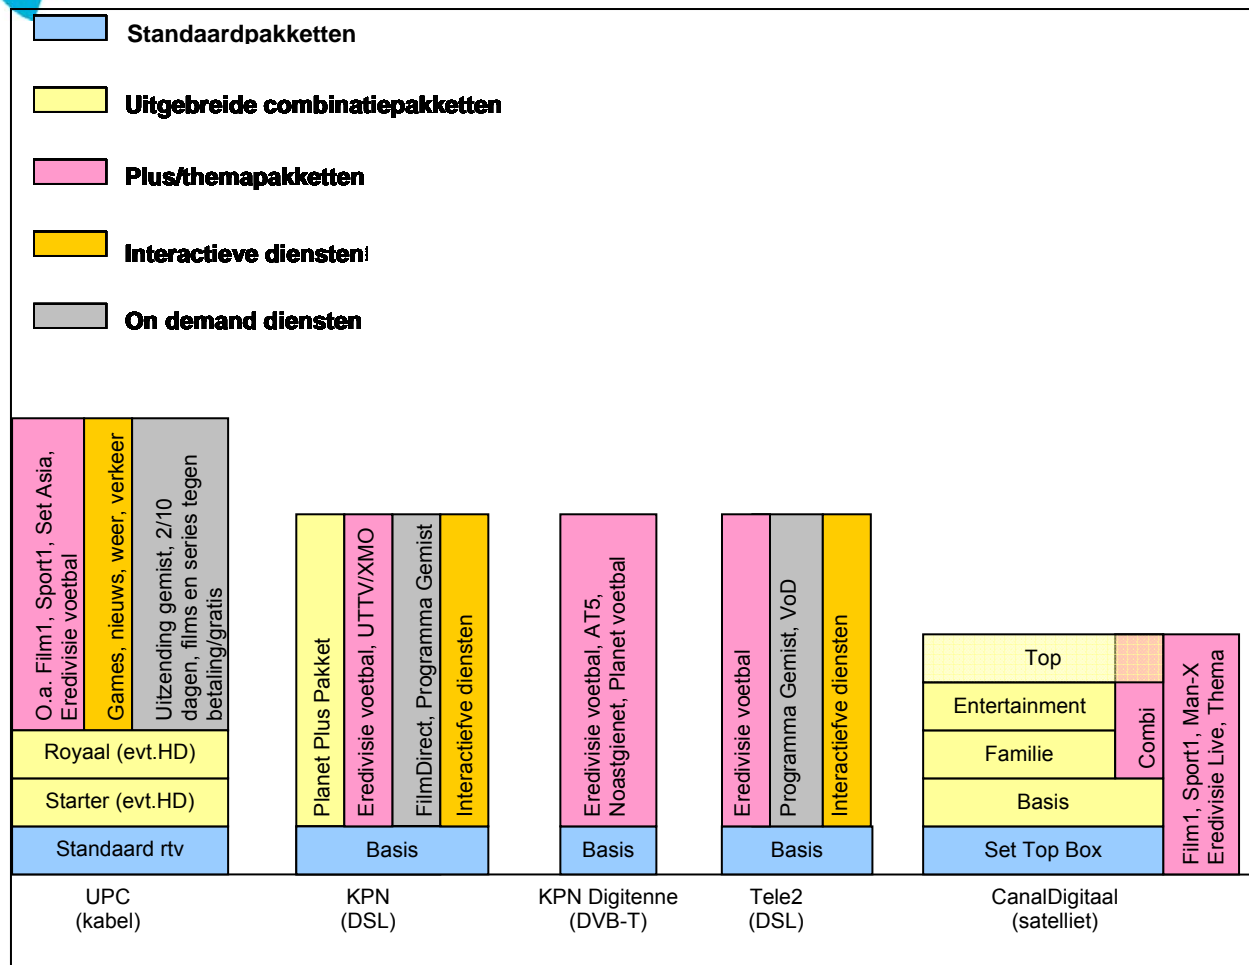 Standaardpakketten
Uitgebreide combinatiepakketten
Plus/themapakketten
Interactieve diensten
On demand diensten
O.a. Film1, Sport1, Set Asia,
Eredivisie voetbal
Games, nieuws, weer, verkeer
Uitzending gemist, 2/10
dagen, films en series tegen
betaling/gratis
Royaal (evt.HD)
Starter (evt.HD)
Standaard rtv
UPC
(kabel)
Planet Plus Pakket
Eredivisie voetbal, UTTV/XMO
FilmDirect, Programma Gemist
Interactiefve diensten
Basis
KPN
(DSL)
Eredivisie voetbal, AT5,
Noastgienet, Planet voetbal
Basis
KPN Digitenne
(DVB-T)
Eredivisie voetbal
Programma Gemist, VoD
Interactiefve diensten
Basis
Tele2
(DSL)
Top
Entertainment
Familie
Combi
Basis
Set Top Box
Film1, Sport1, Man-X
Eredivisie Live, Thema
CanalDigitaal
(satelliet)